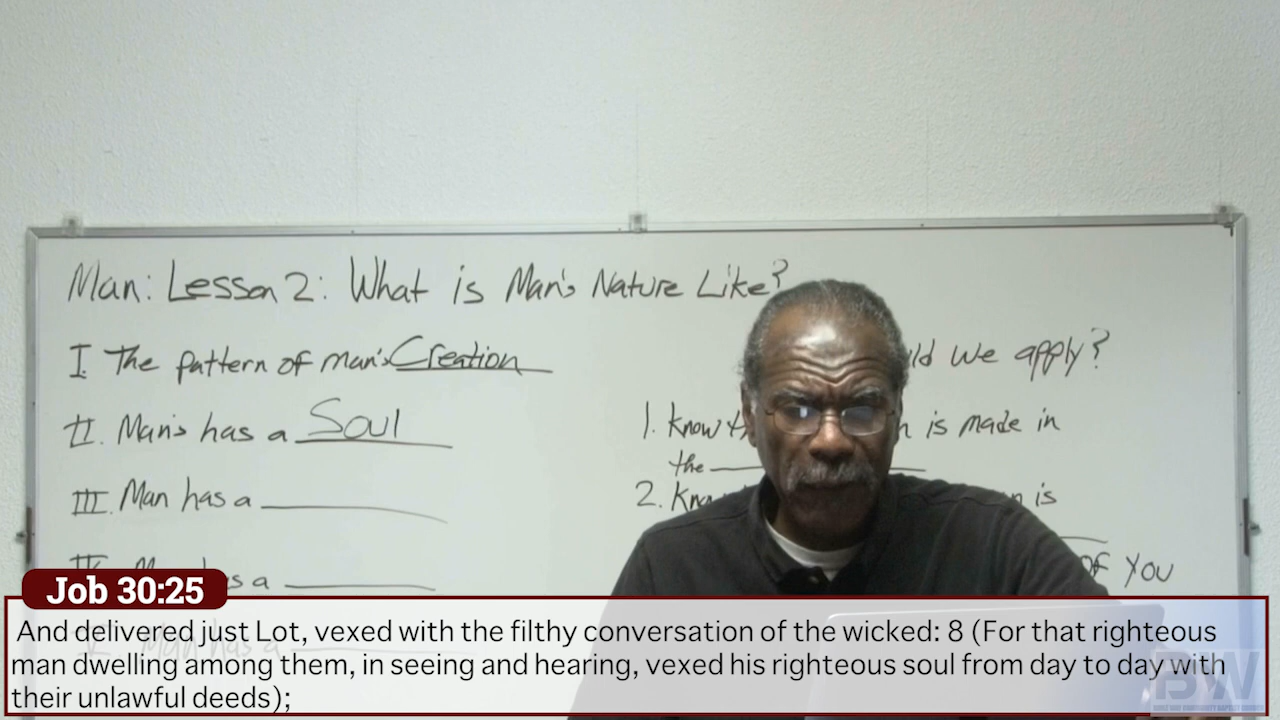 Man: Lesson 2: What is Man's Nature Like?
I. The pattern of man's Creation
II. Man's has a Soul
III. Man has a
has a
ld we apply?
1. Know is made in
the
2. is
of You
Job 30:25
And delivered just Lot, vexed with the filthy conversation of the wicked: 8 (For that righteous
man dwelling among them, in seeing and hearing, vexed his righteous soul from day to day with
their unlawful deeds);
BW